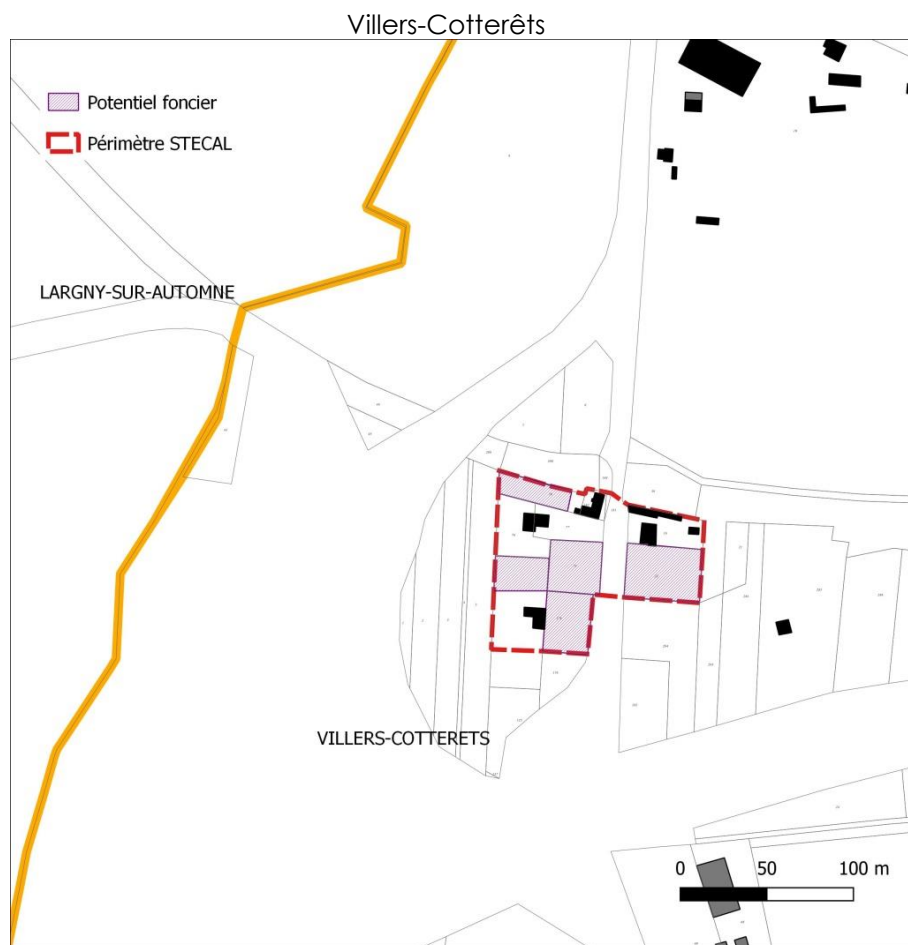 Villers-Cotterêts
Potentiel foncier
Périmètre STECAL
LARGNY-SUR-AUTOMNE
VILLERS-COTTERETS
0 50 100 m